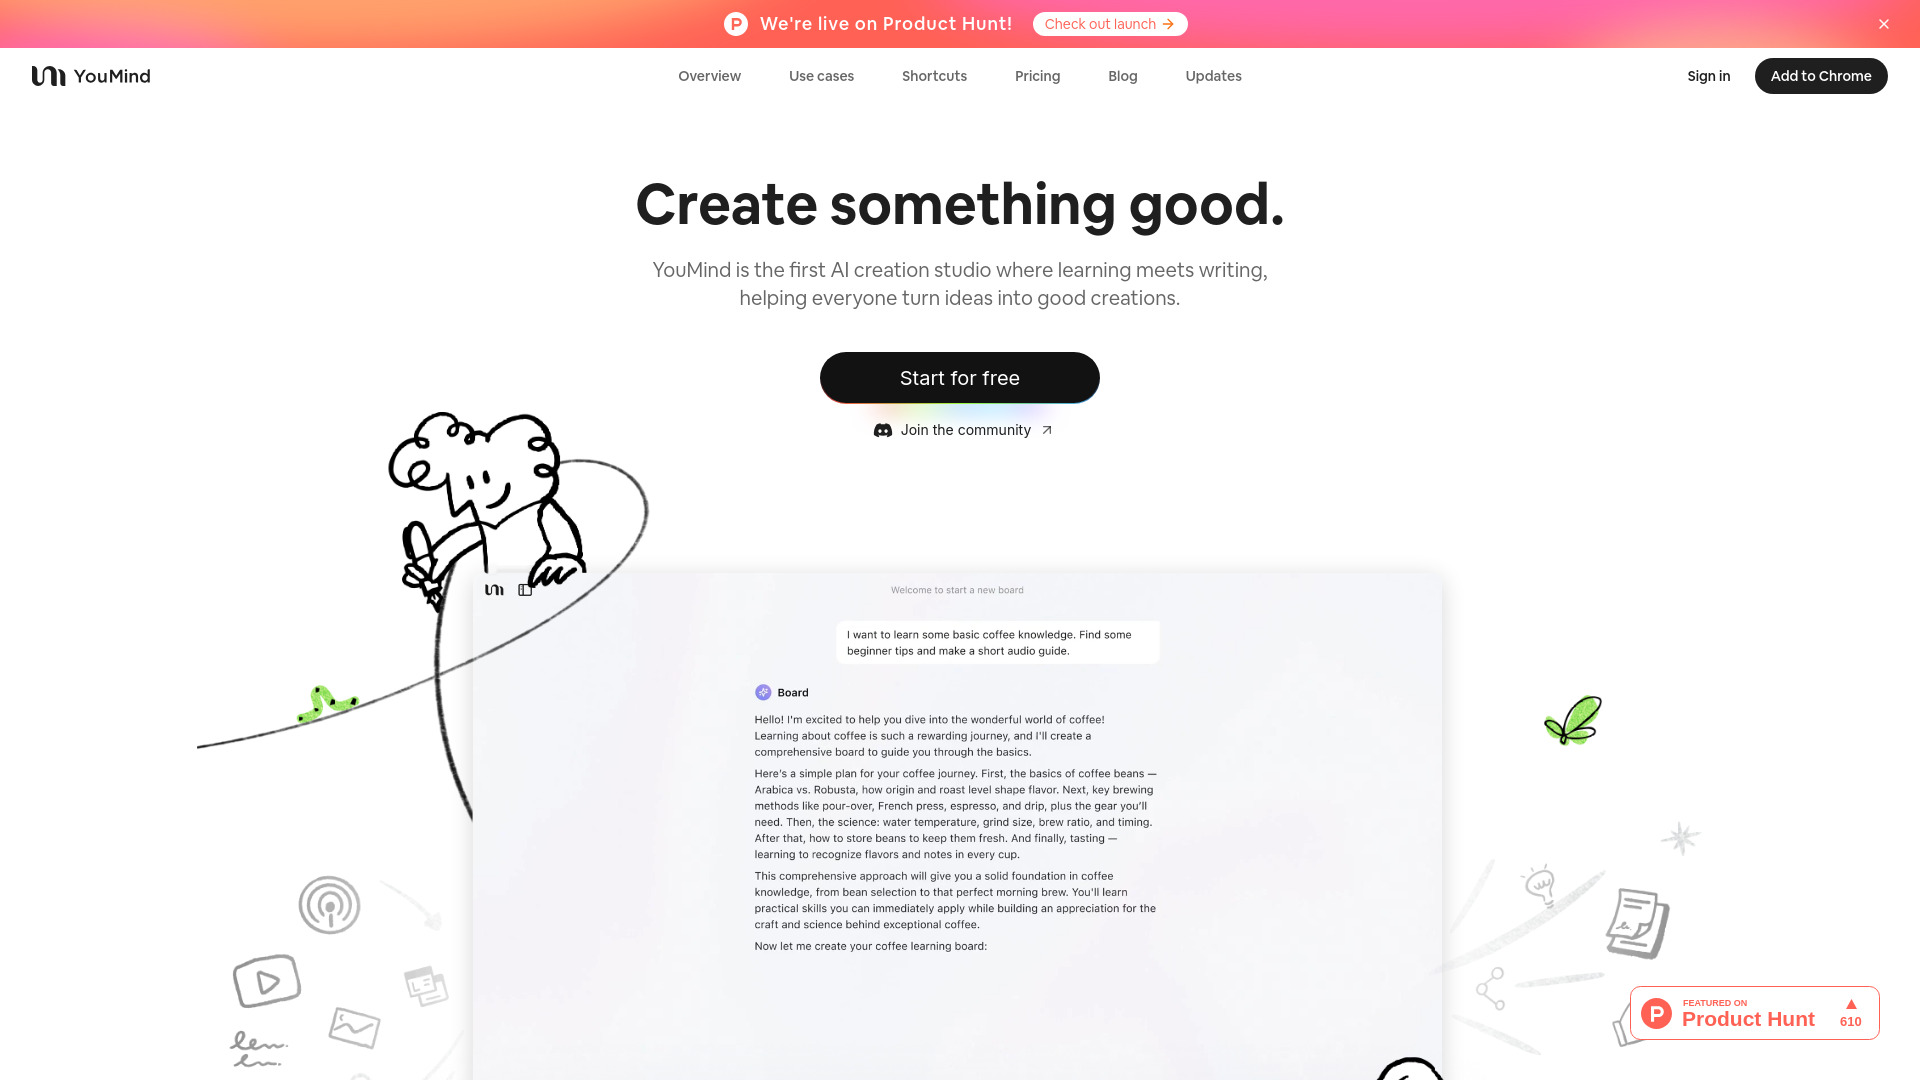 We're live on Product Hunt!
Check out launch
YouMind
Overview
Use cases
Shortcuts
Pricing
Blog
Updates
Sign in
Add to Chrome
Create something good.
YouMind is the first AI creation studio where learning meets writing,
helping everyone turn ideas into good creations.
Start for free
Join the community
Welcome to start a new board
I want to learn some basic coffee knowledge. Find some
beginner tips and make a short audio guide.
Board
Hello! I'm excited to help you dive into the wonderful world of coffee!
Learning about coffee is such a rewarding journey, and I'll create a
comprehensive board to guide you through the basics.
Here's a simple plan for your coffee journey. First, the basics of coffee beans —
Arabica vs. Robusta, how origin and roast level shape flavor. Next, key brewing
methods like pour-over, French press, espresso, and drip, plus the gear you'll
need. Then, the science: water temperature, grind size, brew ratio, and timing.
After that, how to store beans to keep them fresh. And finally, tasting —
learning to recognize flavors and notes in every cup.
This comprehensive approach will give you a solid foundation in coffee
knowledge, from bean selection to that perfect morning brew. You'll learn
practical skills you can immediately apply while building an appreciation for the
craft and science behind exceptional coffee.
Now let me create your coffee learning board:
FEATURED ON
Product Hunt
610